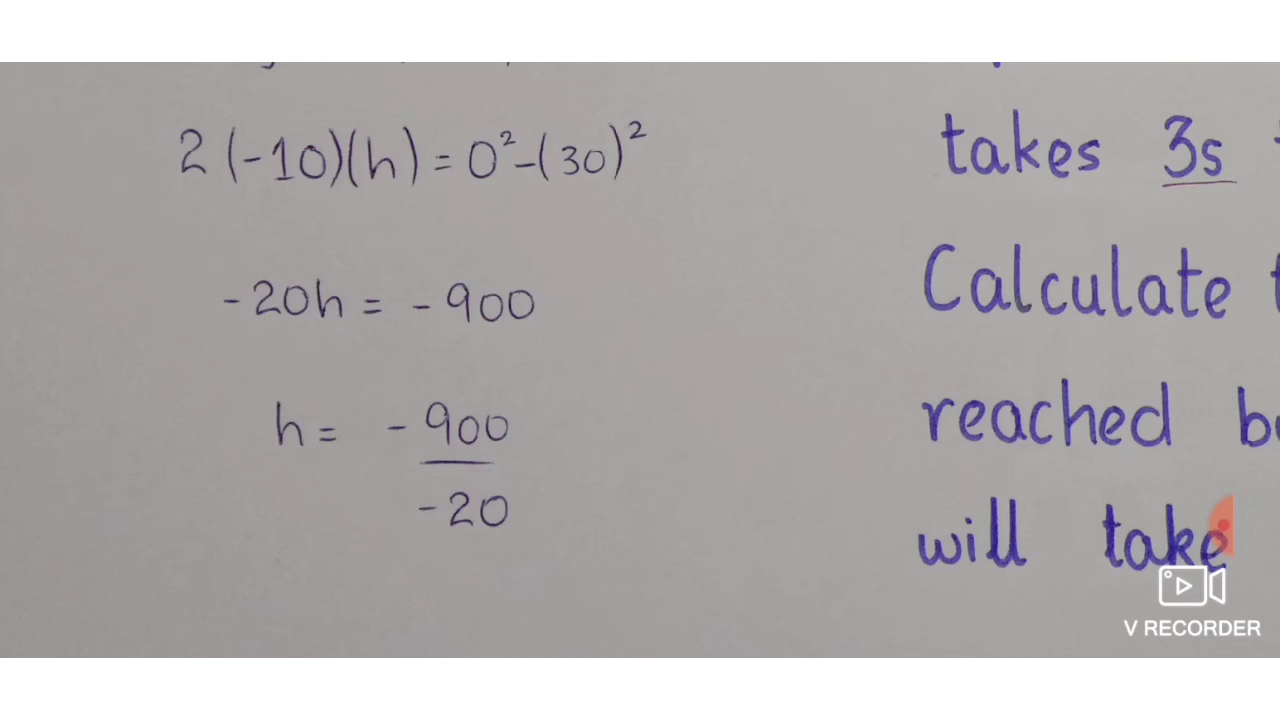 2(-10)(h) = 0² - (30)²
-20h = -900
h = -900
-20
takes 3s
Calculate
reached
will take
V RECORDER